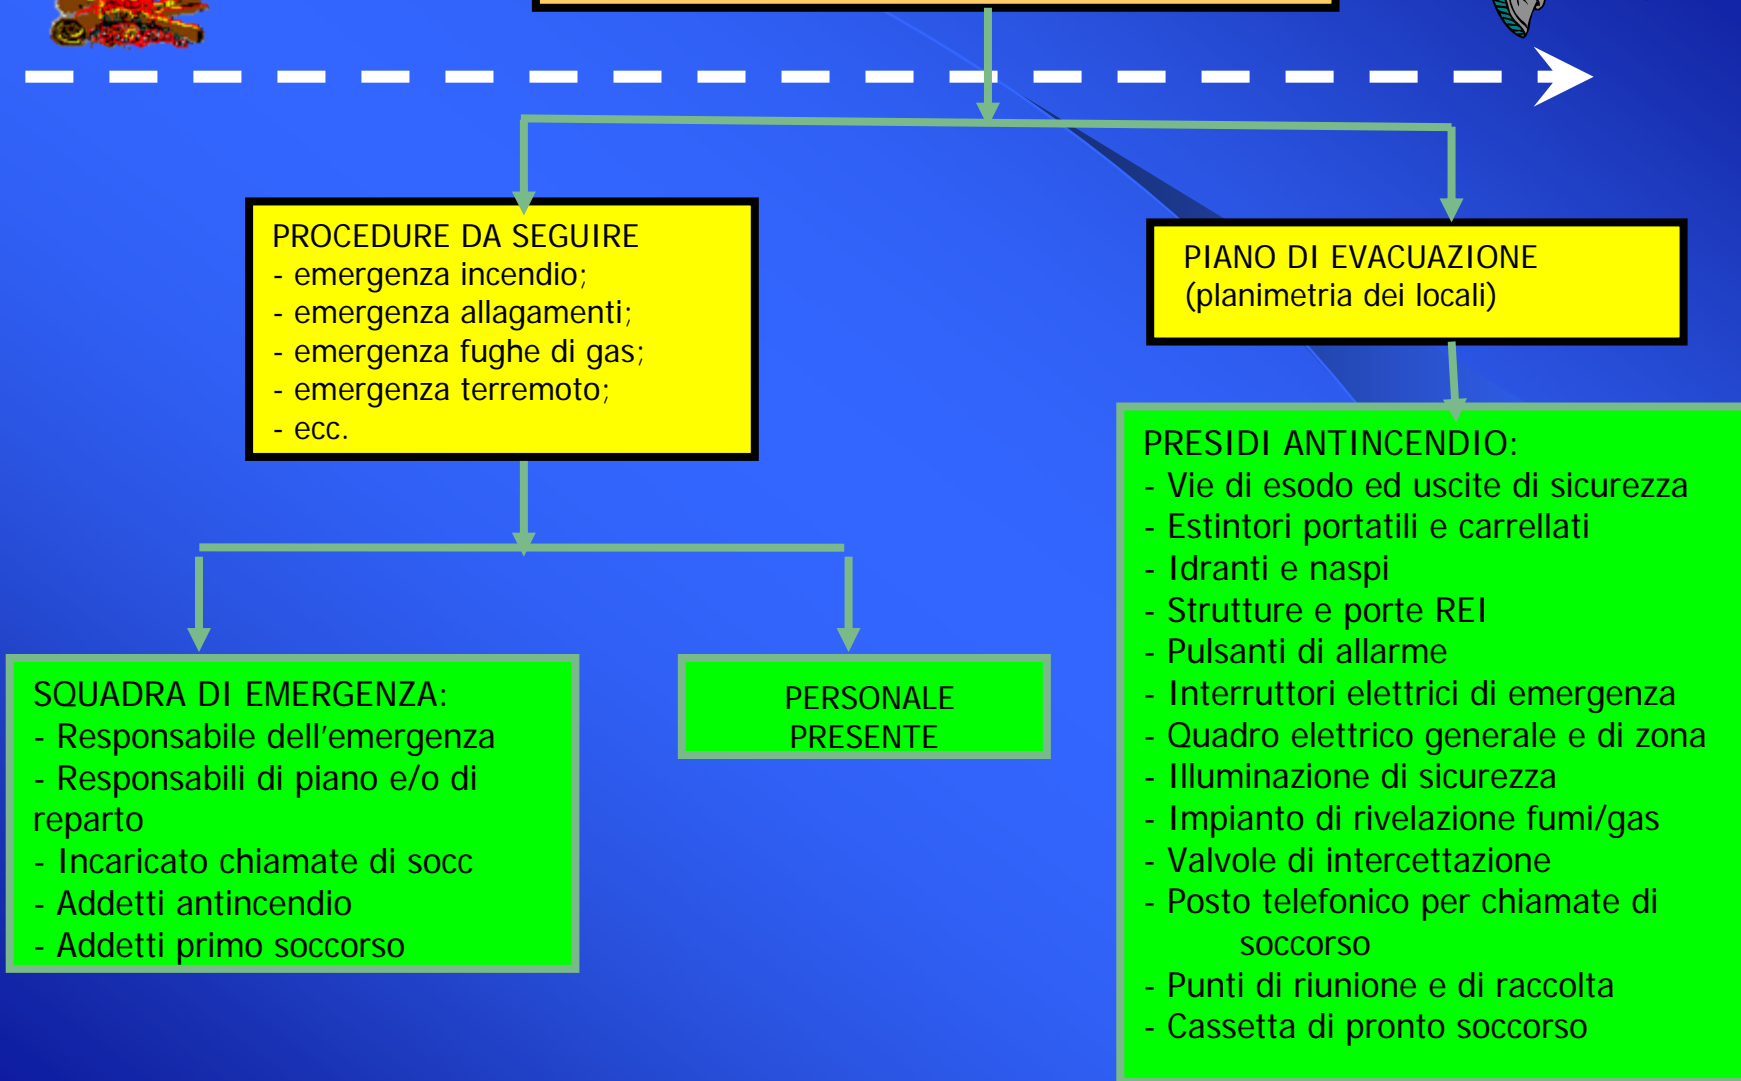 PROCEDURE DA SEGUIRE
- emergenza incendio;
- emergenza allagamenti;
- emergenza fughe di gas;
- emergenza terremoto;
- ecc.
PIANO DI EVACUAZIONE
(planimetria dei locali)
SQUADRA DI EMERGENZA:
- Responsabile dell'emergenza
- Responsabili di piano e/o di
reparto
- Incaricato chiamate di socc
- Addetti antincendio
- Addetti primo soccorso
PERSONALE
PRESENTE
PRESIDI ANTINCENDIO:
- Vie di esodo ed uscite di sicurezza
- Estintori portatili e carrellati
- Idranti e naspi
- Strutture e porte REI
- Pulsanti di allarme
- Interruttori elettrici di emergenza
- Quadro elettrico generale e di zona
- Illuminazione di sicurezza
- Impianto di rivelazione fumi/gas
- Valvole di intercettazione
- Posto telefonico per chiamate di
soccorso
- Punti di riunione e di raccolta
- Cassetta di pronto soccorso